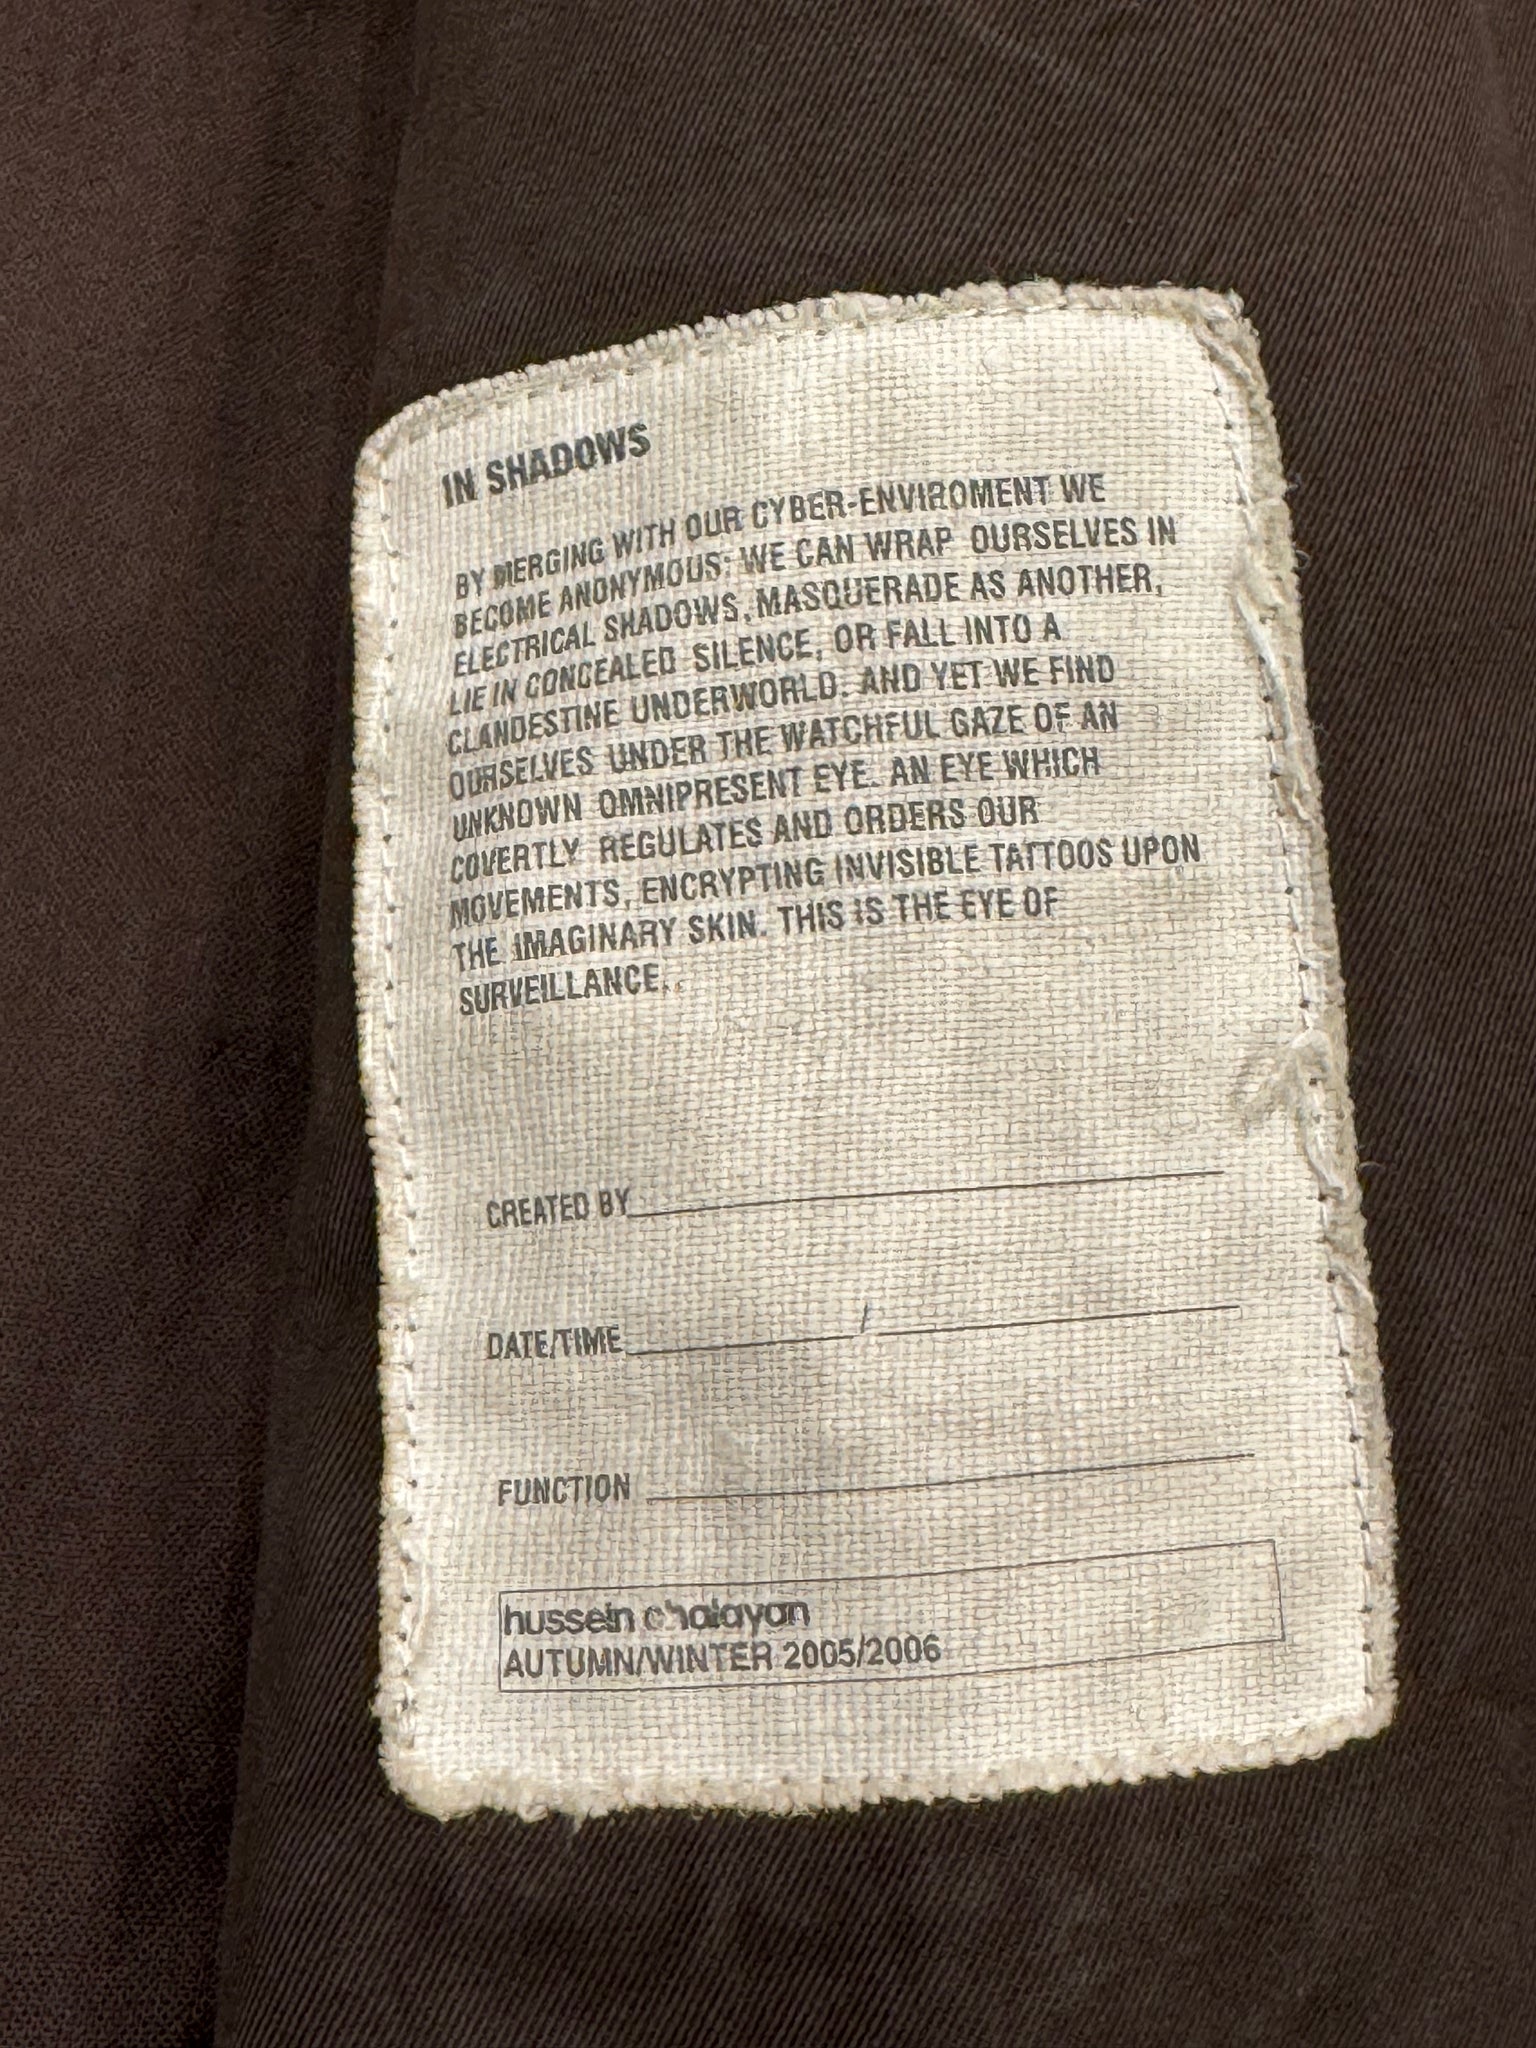 IN SHADOWS
BY MERGING WITH OUR CYBER-ENVIROMENT WE
BECOME ANONYMOUS: WE CAN WRAP OURSELVES IN
ELECTRICAL SHADOWS, MASQUERADE AS ANOTHER,
LIE IN CONCEALED SILENCE, OR FALL INTO A
CLANDESTINE UNDERWORLD. AND YET WE FIND
OURSELVES UNDER THE WATCHFUL GAZE OF AN
UNKNOWN OMNIPRESENT EYE. AN EYE WHICH
COVERTLY REGULATES AND ORDERS OUR
MOVEMENTS, ENCRYPTING INVISIBLE TATTOOS UPON
THE IMAGINARY SKIN. THIS IS THE EYE OF
SURVEILLANCE.
CREATED BY
DATE/TIME /
FUNCTION
hussein chalayan
AUTUMN/WINTER 2005/2006